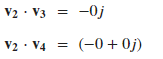 v₂ · v₃ = −0j
v₂ · v₄ = (−0 + 0j)